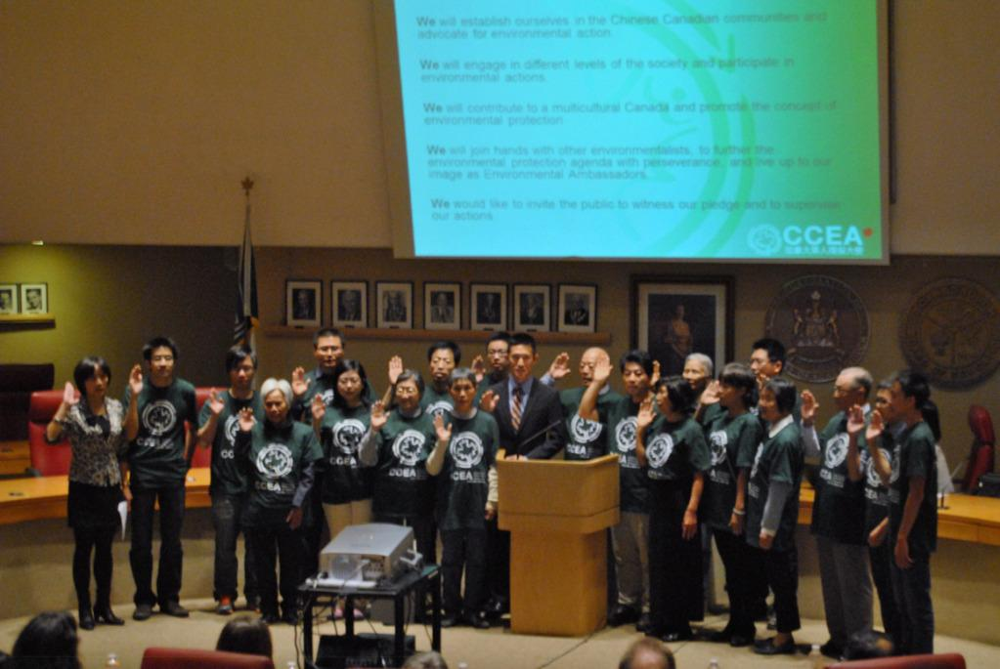 We will establish ourselves in the Chinese Canadian communities and
advocate for environmental action.
We will engage in different levels of the society and participate in
environmental actions.
We will contribute to a multicultural Canada and promote the concept of
environmental protection
We will join hands with other environmentalists, to further the
environmental protection agenda with perseverance, and live up to our
image as Environmental Ambassadors.
We would like to invite the public to witness our pledge and to supervise
our actions
CCEA
CCEA
CCEA
CCEA
CCEA
CCEA